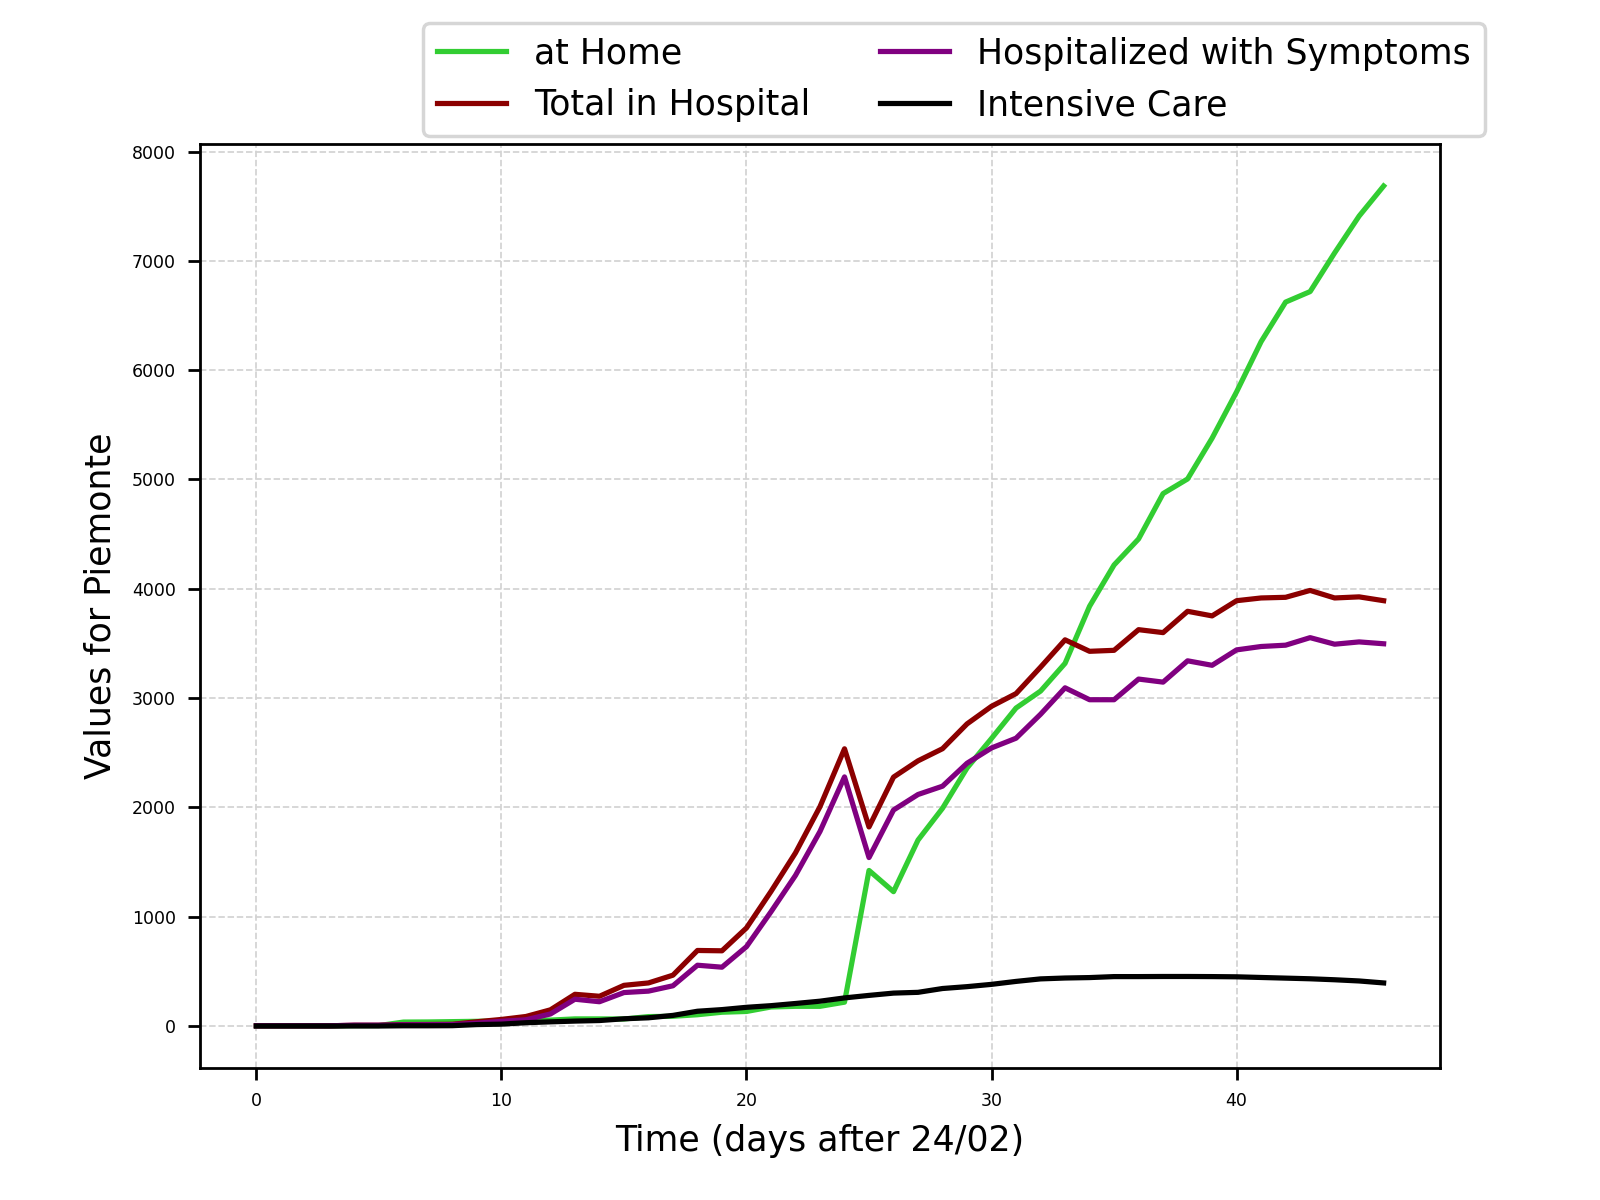 at Home
Total in Hospital
Hospitalized with Symptoms
Intensive Care
8000
7000
6000
5000
4000
3000
2000
1000
0
Values for Piemonte
0 10 20 30 40
Time (days after 24/02)